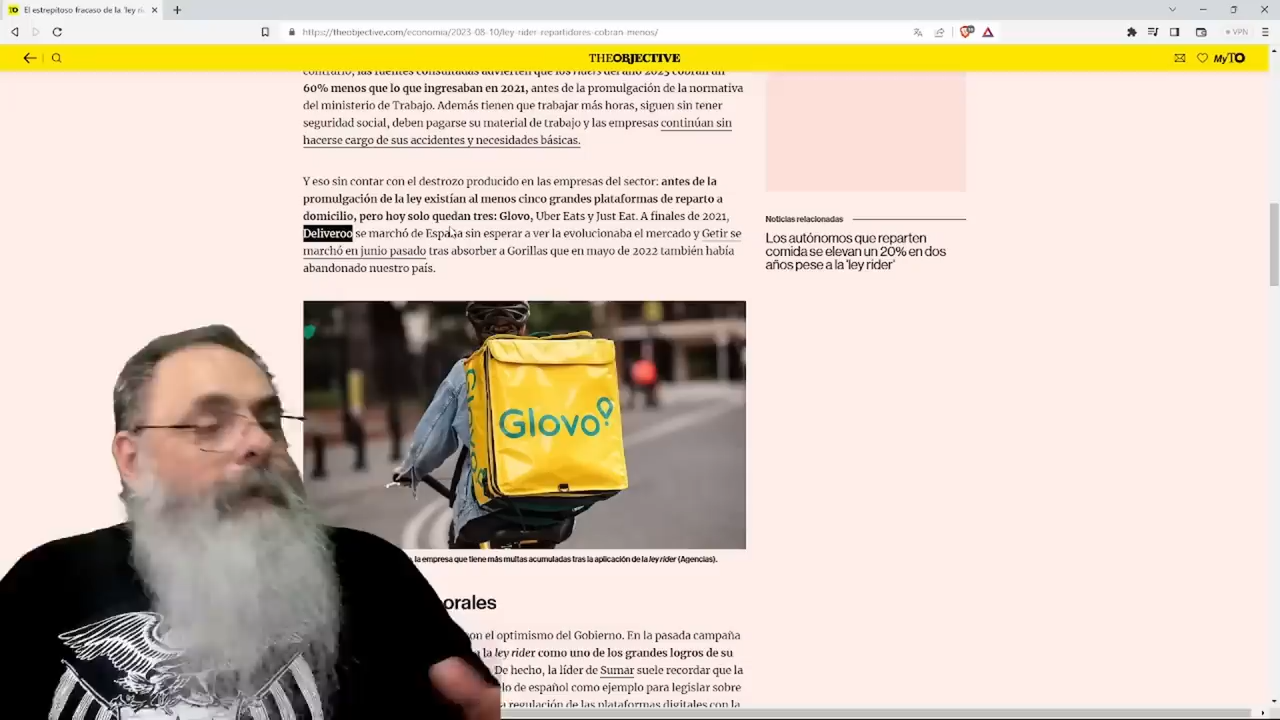 El estrepitoso fracaso de la 'ley ri
https://theobjective.com/economia/2023-08-10/ley-rider-repartidores-cobran-menos/
VPN
THEOBJECTIVE
MyTO
contrario, las fuentes consultadas advierten que los riders del año 2023 cobran un
60% menos que lo que ingresaban en 2021, antes de la promulgación de la normativa
del ministerio de Trabajo. Además tienen que trabajar más horas, siguen sin tener
seguridad social, deben pagarse su material de trabajo y las empresas continúan sin
hacerse cargo de sus accidentes y necesidades básicas.
Y eso sin contar con el destrozo producido en las empresas del sector: antes de la
promulgación de la ley existían al menos cinco grandes plataformas de reparto a
domicilio, pero hoy solo quedan tres: Glovo, Uber Eats y Just Eat. A finales de 2021,
Deliveroo se marchó de España sin esperar a ver la evolucionaba el mercado y Getir se
marchó en junio pasado tras absorber a Gorillas que en mayo de 2022 también había
abandonado nuestro país.
Noticias relacionadas
Los autónomos que reparten
comida se elevan un 20% en dos
años pese a la 'ley rider'
Glovo
la empresa que tiene más multas acumuladas tras la aplicación de la ley rider (Agencias).
orales
con el optimismo del Gobierno. En la pasada campaña
la ley rider como uno de los grandes logros de su
De hecho, la líder de Sumar suele recordar que la
lo de español como ejemplo para legislar sobre
a regulación de las plataformas digitales con la